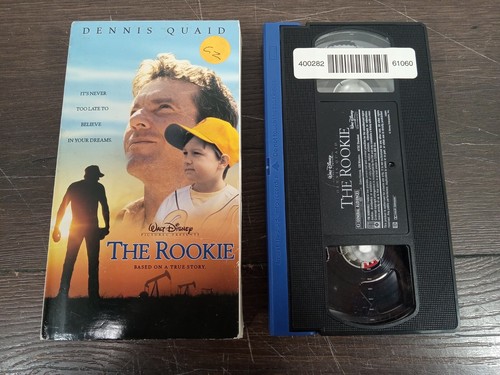 DENNIS QUAID
IT'S NEVER
TOO LATE TO
BELIEVE
IN YOUR DREAMS.
WALT DISNEY
PICTURES PRESENTS
THE ROOKIE
BASED ON A TRUE STORY.
400282
61060
WALT DISNEY
THE ROOKIE